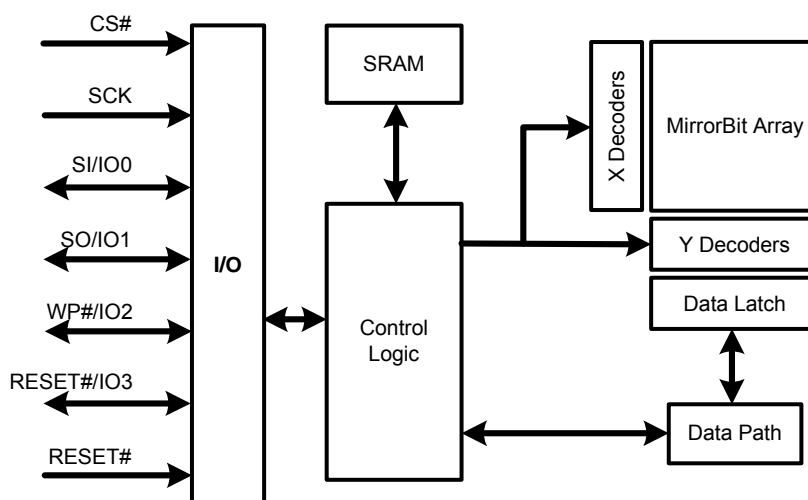 CS#
SCK
SI/IO0
SO/IO1
WP#/IO2
RESET#/IO3
RESET#
I/O
SRAM
Control
Logic
X Decoders
MirrorBit Array
Y Decoders
Data Latch
Data Path